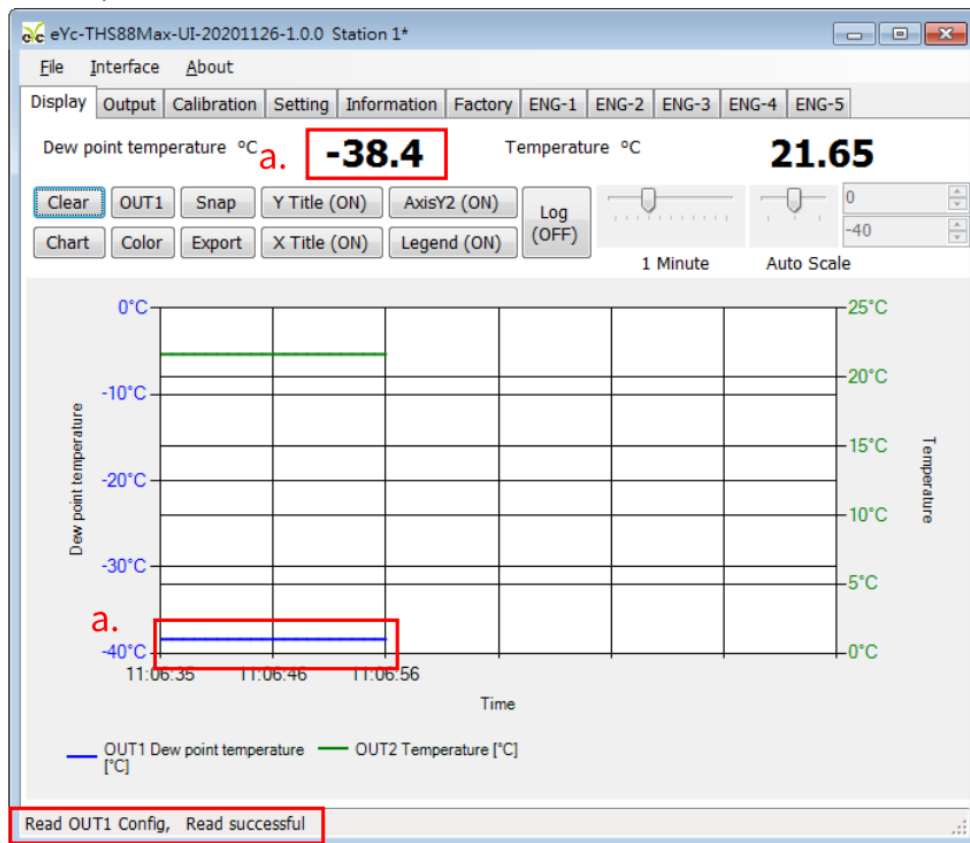 eYc-THS88Max-UI-20201126-1.0.0 Station 1*
File Interface About
Display Output Calibration Setting Information Factory ENG-1 ENG-2 ENG-3 ENG-4 ENG-5
Dew point temperature °C a. -38.4 Temperature °C 21.65
Clear OUT1 Snap Y Title (ON) AxisY2 (ON) Log (OFF) 0
Chart Color Export X Title (ON) Legend (ON) -40
1 Minute Auto Scale
0°C 25°C
-10°C 20°C
-20°C 15°C
-30°C 10°C
-40°C 5°C
0°C
Dew point temperature
Temperature
a.
11:06:35 11:06:46 11:06:56
Time
OUT1 Dew point temperature [°C]
OUT2 Temperature [°C]
Read OUT1 Config, Read successful